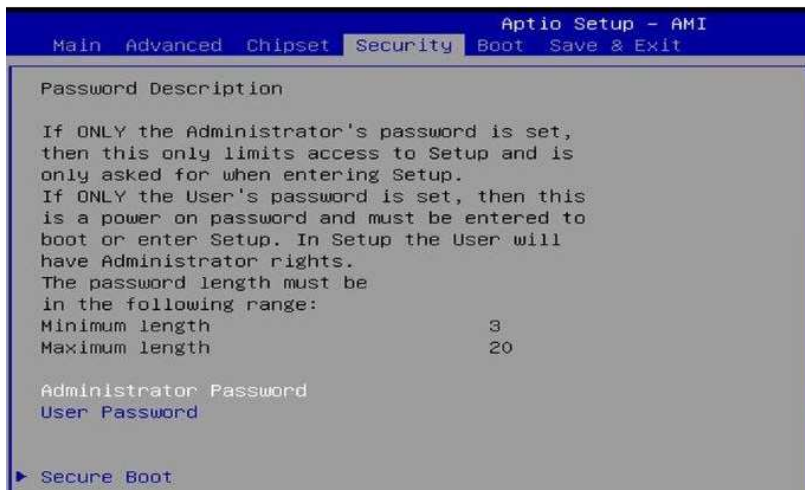 Aptio Setup - AMI
Main Advanced Chipset Security Boot Save & Exit
Password Description
If ONLY the Administrator's password is set,
then this only limits access to Setup and is
only asked for when entering Setup.
If ONLY the User's password is set, then this
is a power on password and must be entered to
boot or enter Setup. In Setup the User will
have Administrator rights.
The password length must be
in the following range:
Minimum length 3
Maximum length 20
Administrator Password
User Password
Secure Boot